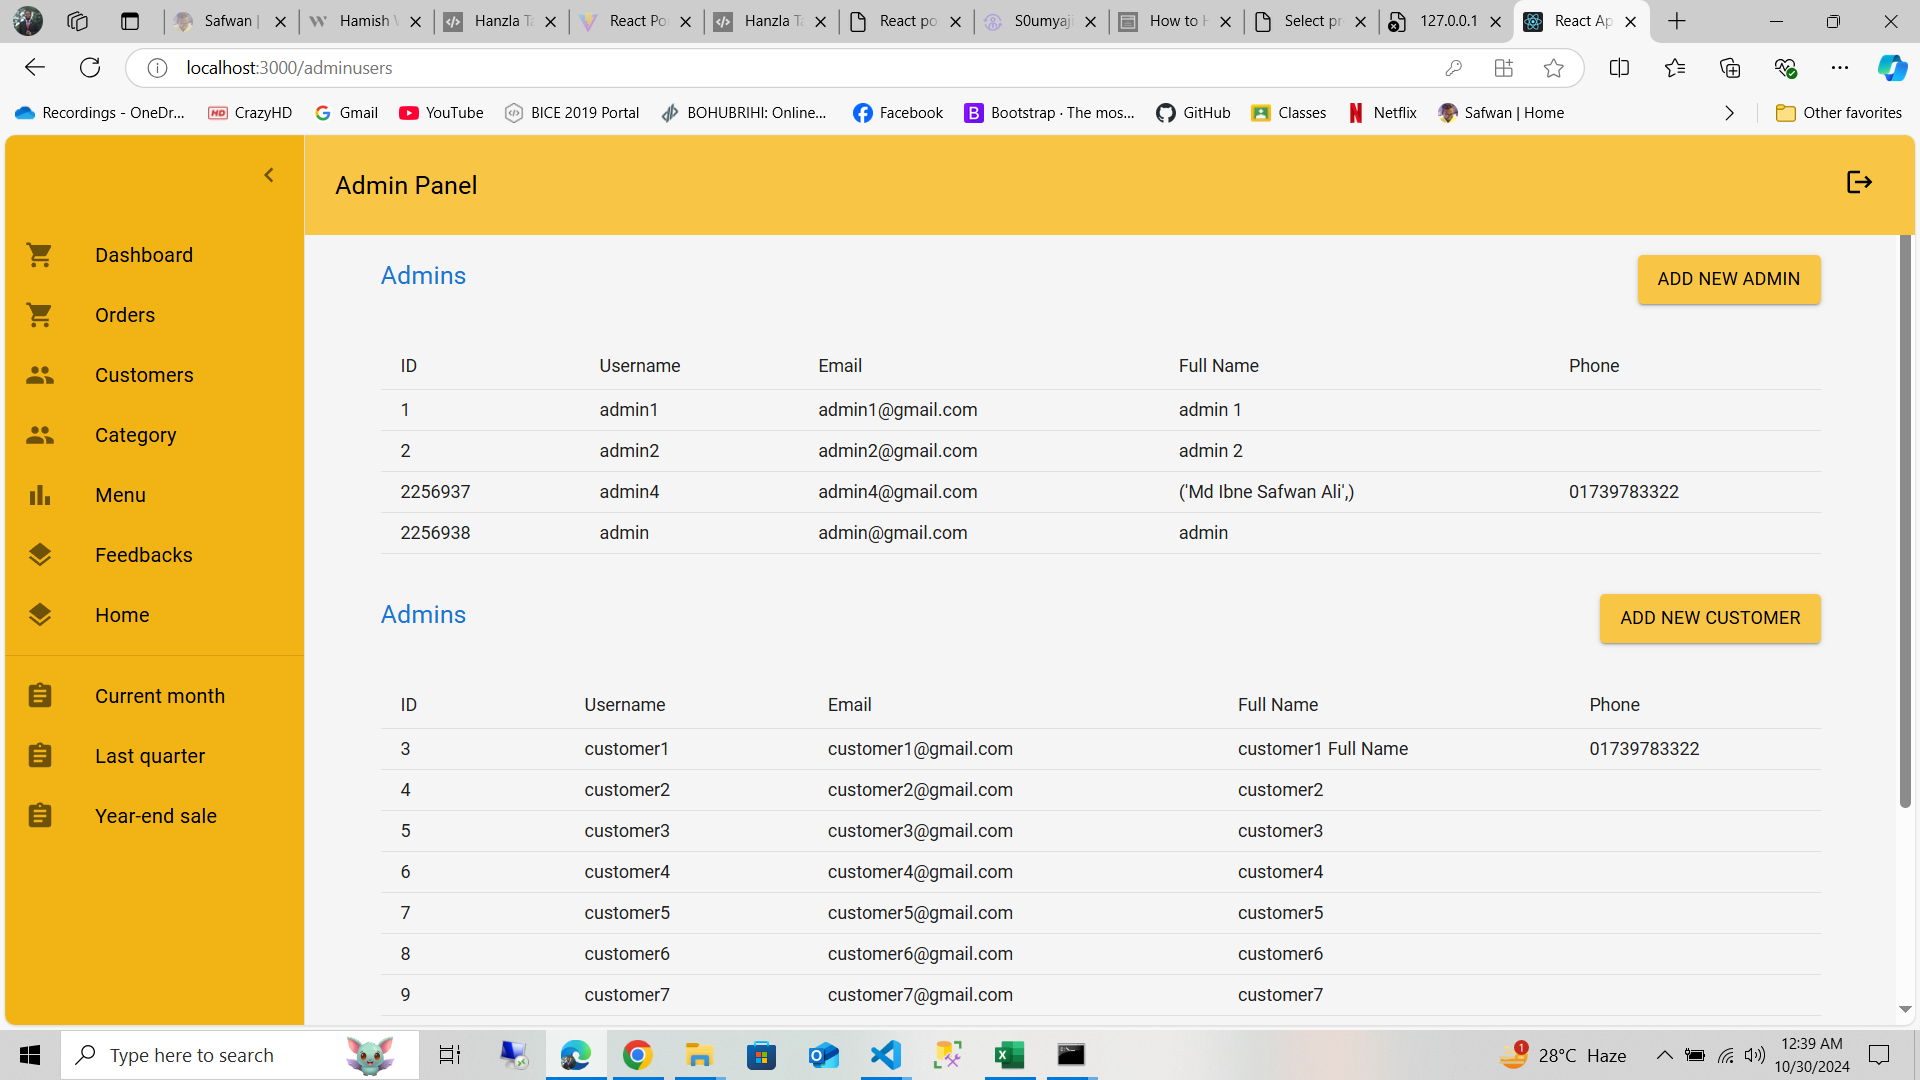 Safwan |
Hamish V
Hanzla Ta
React Po
Hanzla Ta
React po
S0umyaji
How to H
Select pr
127.0.0.1
React Ap
localhost:3000/adminusers
Recordings - OneDr...
CrazyHD
Gmail
YouTube
BICE 2019 Portal
BOHUBRIHI: Online...
Facebook
Bootstrap · The mos...
GitHub
Classes
Netflix
Safwan | Home
Other favorites
Admin Panel
Dashboard
Orders
Customers
Category
Menu
Feedbacks
Home
Current month
Last quarter
Year-end sale
Admins
ADD NEW ADMIN
ID Username Email Full Name Phone
1 admin1 admin1@gmail.com admin 1
2 admin2 admin2@gmail.com admin 2
2256937 admin4 admin4@gmail.com ('Md Ibne Safwan Ali',) 01739783322
2256938 admin admin@gmail.com admin
Admins
ADD NEW CUSTOMER
ID Username Email Full Name Phone
3 customer1 customer1@gmail.com customer1 Full Name 01739783322
4 customer2 customer2@gmail.com customer2
5 customer3 customer3@gmail.com customer3
6 customer4 customer4@gmail.com customer4
7 customer5 customer5@gmail.com customer5
8 customer6 customer6@gmail.com customer6
9 customer7 customer7@gmail.com customer7
Type here to search
1
28°C Haze
12:39 AM
10/30/2024